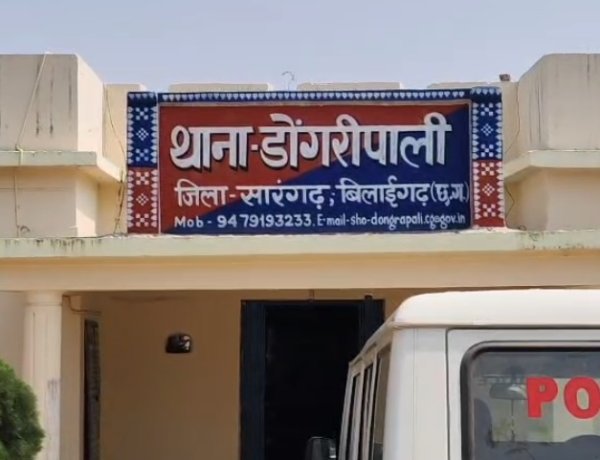 थाना-डोंगरीपाली
जिला-सारंगढ़, बिलाईगढ़(छ.ग.)
Mob - 9479193233. E-mail-sho-dongrapali.cg@gov.in
PO